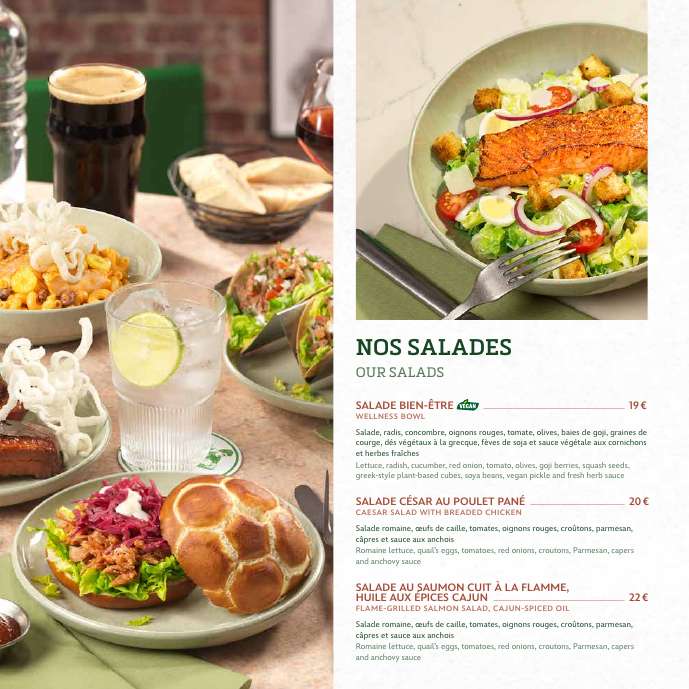 NOS SALADES
OUR SALADS
SALADE BIEN-ÊTRE VEGAN 19 €
WELLNESS BOWL
Salade, radis, concombre, oignons rouges, tomate, olives, baies de goji, graines de
courge, dés végétaux à la grecque, fèves de soja et sauce végétale aux cornichons
et herbes fraîches
Lettuce, radish, cucumber, red onion, tomato, olives, goji berries, squash seeds,
greek-style plant-based cubes, soya beans, vegan pickle and fresh herb sauce
SALADE CÉSAR AU POULET PANÉ 20 €
CAESAR SALAD WITH BREADED CHICKEN
Salade romaine, œufs de caille, tomates, oignons rouges, croûtons, parmesan,
câpres et sauce aux anchois
Romaine lettuce, quail's eggs, tomatoes, red onions, croutons, Parmesan, capers
and anchovy sauce
SALADE AU SAUMON CUIT À LA FLAMME,
HUILE AUX ÉPICES CAJUN 22 €
FLAME-GRILLED SALMON SALAD, CAJUN-SPICED OIL
Salade romaine, œufs de caille, tomates, oignons rouges, croûtons, parmesan,
câpres et sauce aux anchois
Romaine lettuce, quail's eggs, tomatoes, red onions, croutons, Parmesan, capers
and anchovy sauce